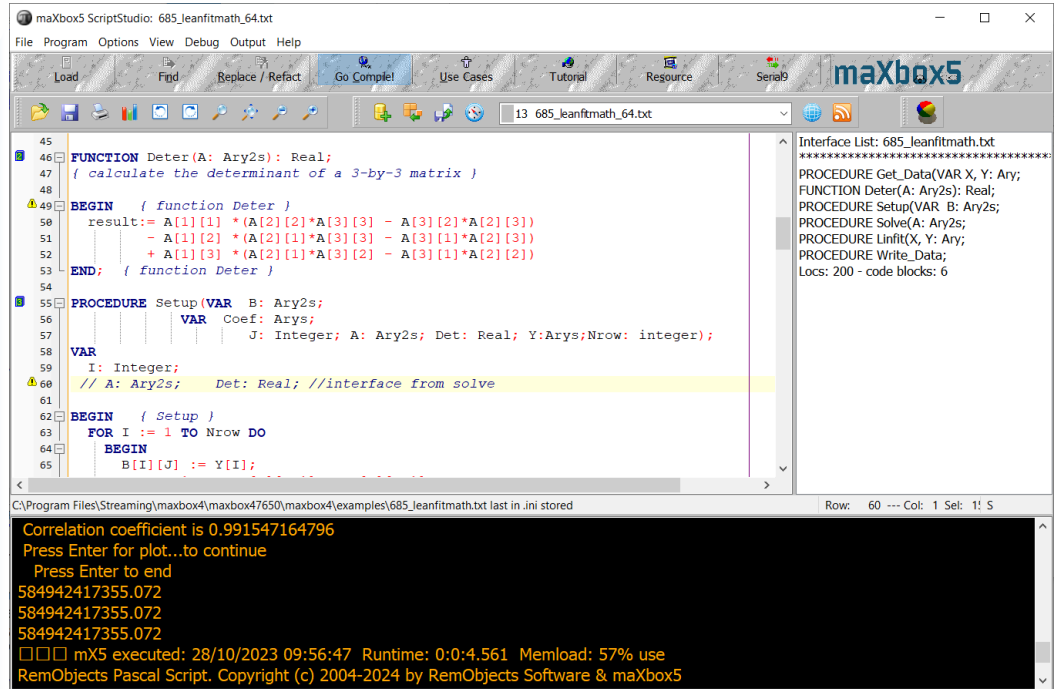 maXbox5 ScriptStudio: 685_leanfitmath_64.txt
File Program Options View Debug Output Help
Load Find Replace / Refact Go Compile! Use Cases Tutorial Resource Serial9 maXbox5
13 685_leanfitmath_64.txt
45
46 FUNCTION Deter(A: Ary2s): Real;
47 { calculate the determinant of a 3-by-3 matrix }
48
49 BEGIN { function Deter }
50 result:= A[1][1] *(A[2][2]*A[3][3] - A[3][2]*A[2][3])
51 - A[1][2] *(A[2][1]*A[3][3] - A[3][1]*A[2][3])
52 + A[1][3] *(A[2][1]*A[3][2] - A[3][1]*A[2][2])
53 END; { function Deter }
54
55 PROCEDURE Setup(VAR B: Ary2s;
56 VAR Coef: Arys;
57 J: Integer; A: Ary2s; Det: Real; Y:Arys;Nrow: integer);
58 VAR
59 I: Integer;
60 // A: Ary2s; Det: Real; //interface from solve
61
62 BEGIN { Setup }
63 FOR I := 1 TO Nrow DO
64 BEGIN
65 B[I][J] := Y[I];
Interface List: 685_leanfitmath.txt
**************************************
PROCEDURE Get_Data(VAR X, Y: Ary;
FUNCTION Deter(A: Ary2s): Real;
PROCEDURE Setup(VAR B: Ary2s;
PROCEDURE Solve(A: Ary2s;
PROCEDURE Linfit(X, Y: Ary;
PROCEDURE Write_Data;
Locs: 200 - code blocks: 6
C:\Program Files\Streaming\maxbox4\maxbox47650\maxbox4\examples\685_leanfitmath.txt last in .ini stored
Row: 60 --- Col: 1 Sel: S
Correlation coefficient is 0.991547164796
Press Enter for plot...to continue
Press Enter to end
584942417355.072
584942417355.072
584942417355.072
□□□ mX5 executed: 28/10/2023 09:56:47 Runtime: 0:0:4.561 Memload: 57% use
RemObjects Pascal Script. Copyright (c) 2004-2024 by RemObjects Software & maXbox5